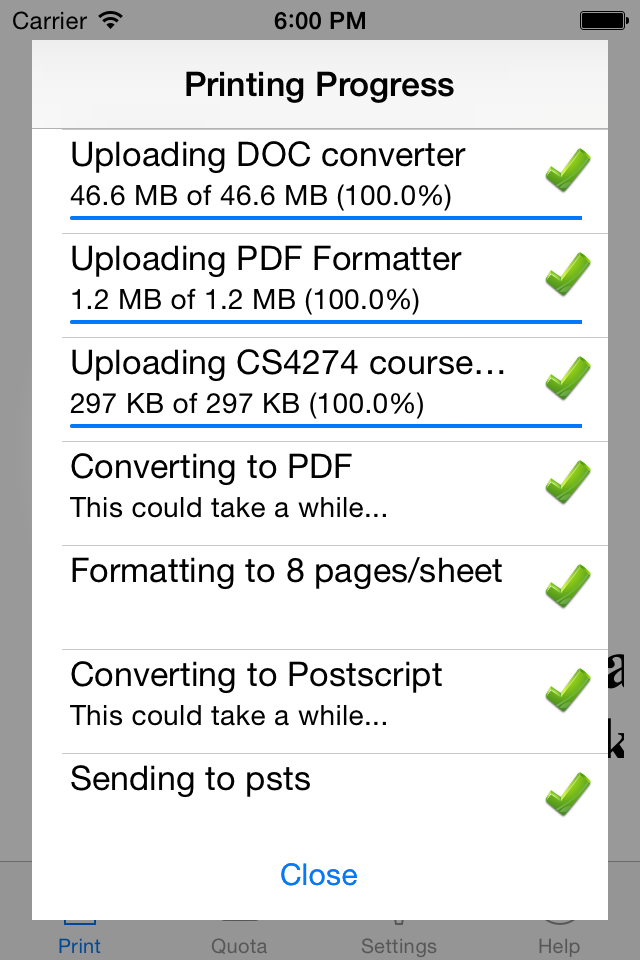 Carrier 6:00 PM
Printing Progress
Uploading DOC converter
46.6 MB of 46.6 MB (100.0%)
Uploading PDF Formatter
1.2 MB of 1.2 MB (100.0%)
Uploading CS4274 course...
297 KB of 297 KB (100.0%)
Converting to PDF
This could take a while...
Formatting to 8 pages/sheet
Converting to Postscript
This could take a while...
Sending to psts
Close
Print Quota Settings Help